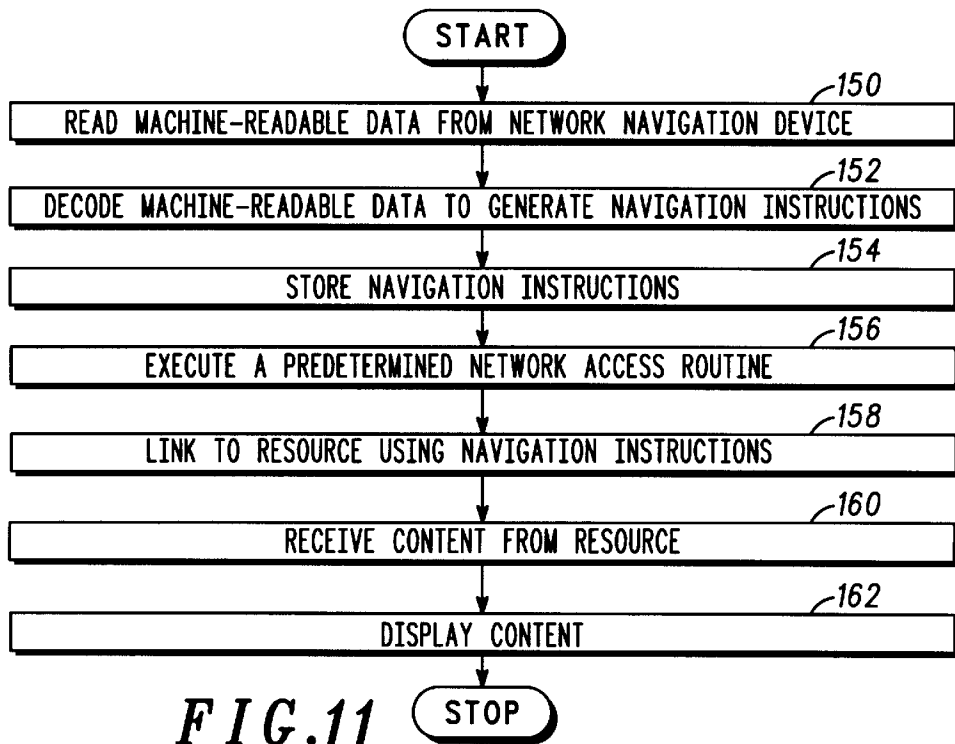 START
150
READ MACHINE-READABLE DATA FROM NETWORK NAVIGATION DEVICE
152
DECODE MACHINE-READABLE DATA TO GENERATE NAVIGATION INSTRUCTIONS
154
STORE NAVIGATION INSTRUCTIONS
156
EXECUTE A PREDETERMINED NETWORK ACCESS ROUTINE
158
LINK TO RESOURCE USING NAVIGATION INSTRUCTIONS
160
RECEIVE CONTENT FROM RESOURCE
162
DISPLAY CONTENT
STOP
FIG.11